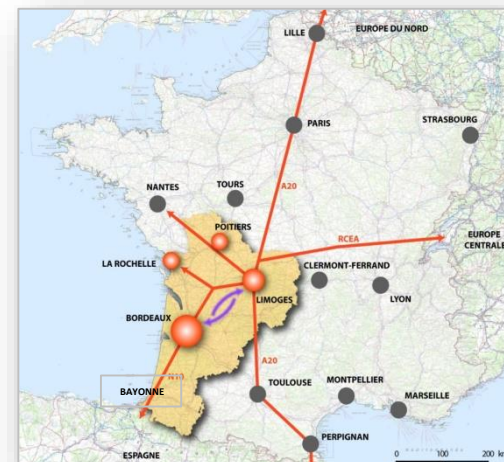 LILLE
EUROPE DU NORD
PARIS
STRASBOURG
A20
TOURS
NANTES
POITIERS
RCEA
EUROPE
CENTRALE
LA ROCHELLE
CLERMONT-FERRAND
LIMOGES
LYON
BORDEAUX
A20
N10
BAYONNE
TOULOUSE
MONTPELLIER
MARSEILLE
PERPIGNAN
ESPAGNE
0 100 200 km